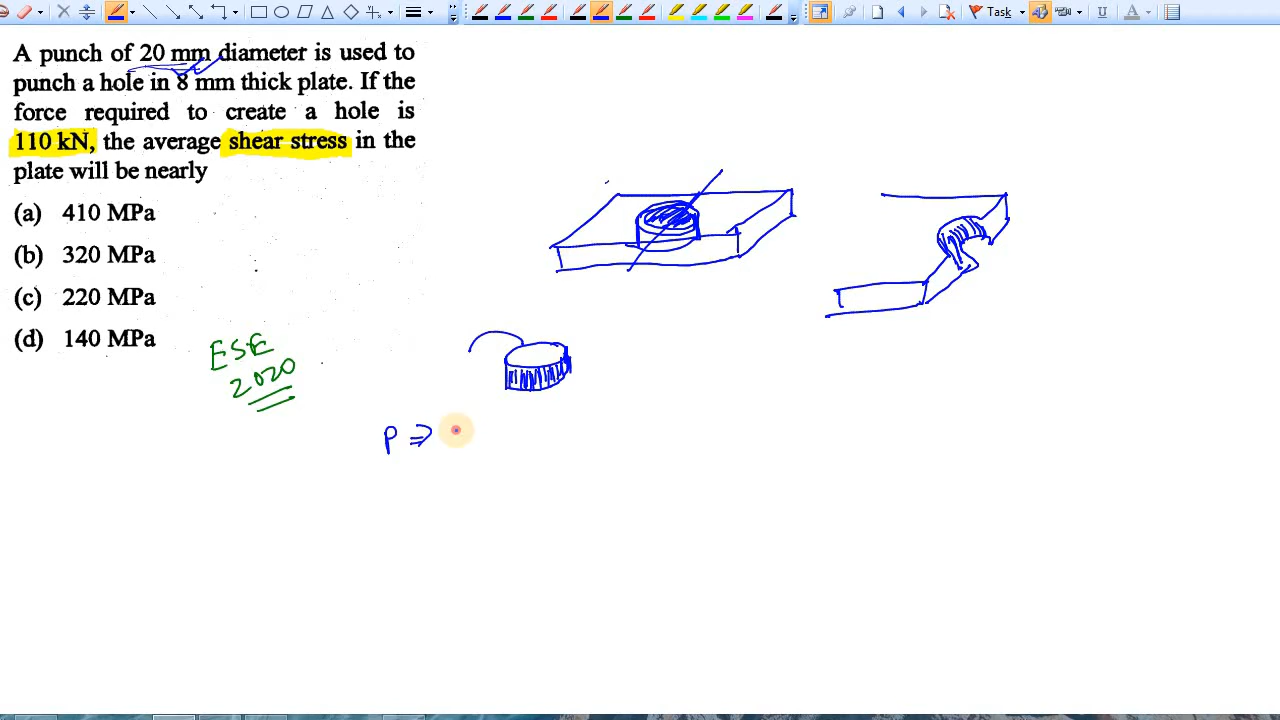 Task
U
A
A punch of 20 mm diameter is used to
punch a hole in 8 mm thick plate. If the
force required to create a hole is
110 kN, the average shear stress in the
plate will be nearly
(a) 410 MPa
(b) 320 MPa
(c) 220 MPa
(d) 140 MPa
ESE
2020
P ⇒